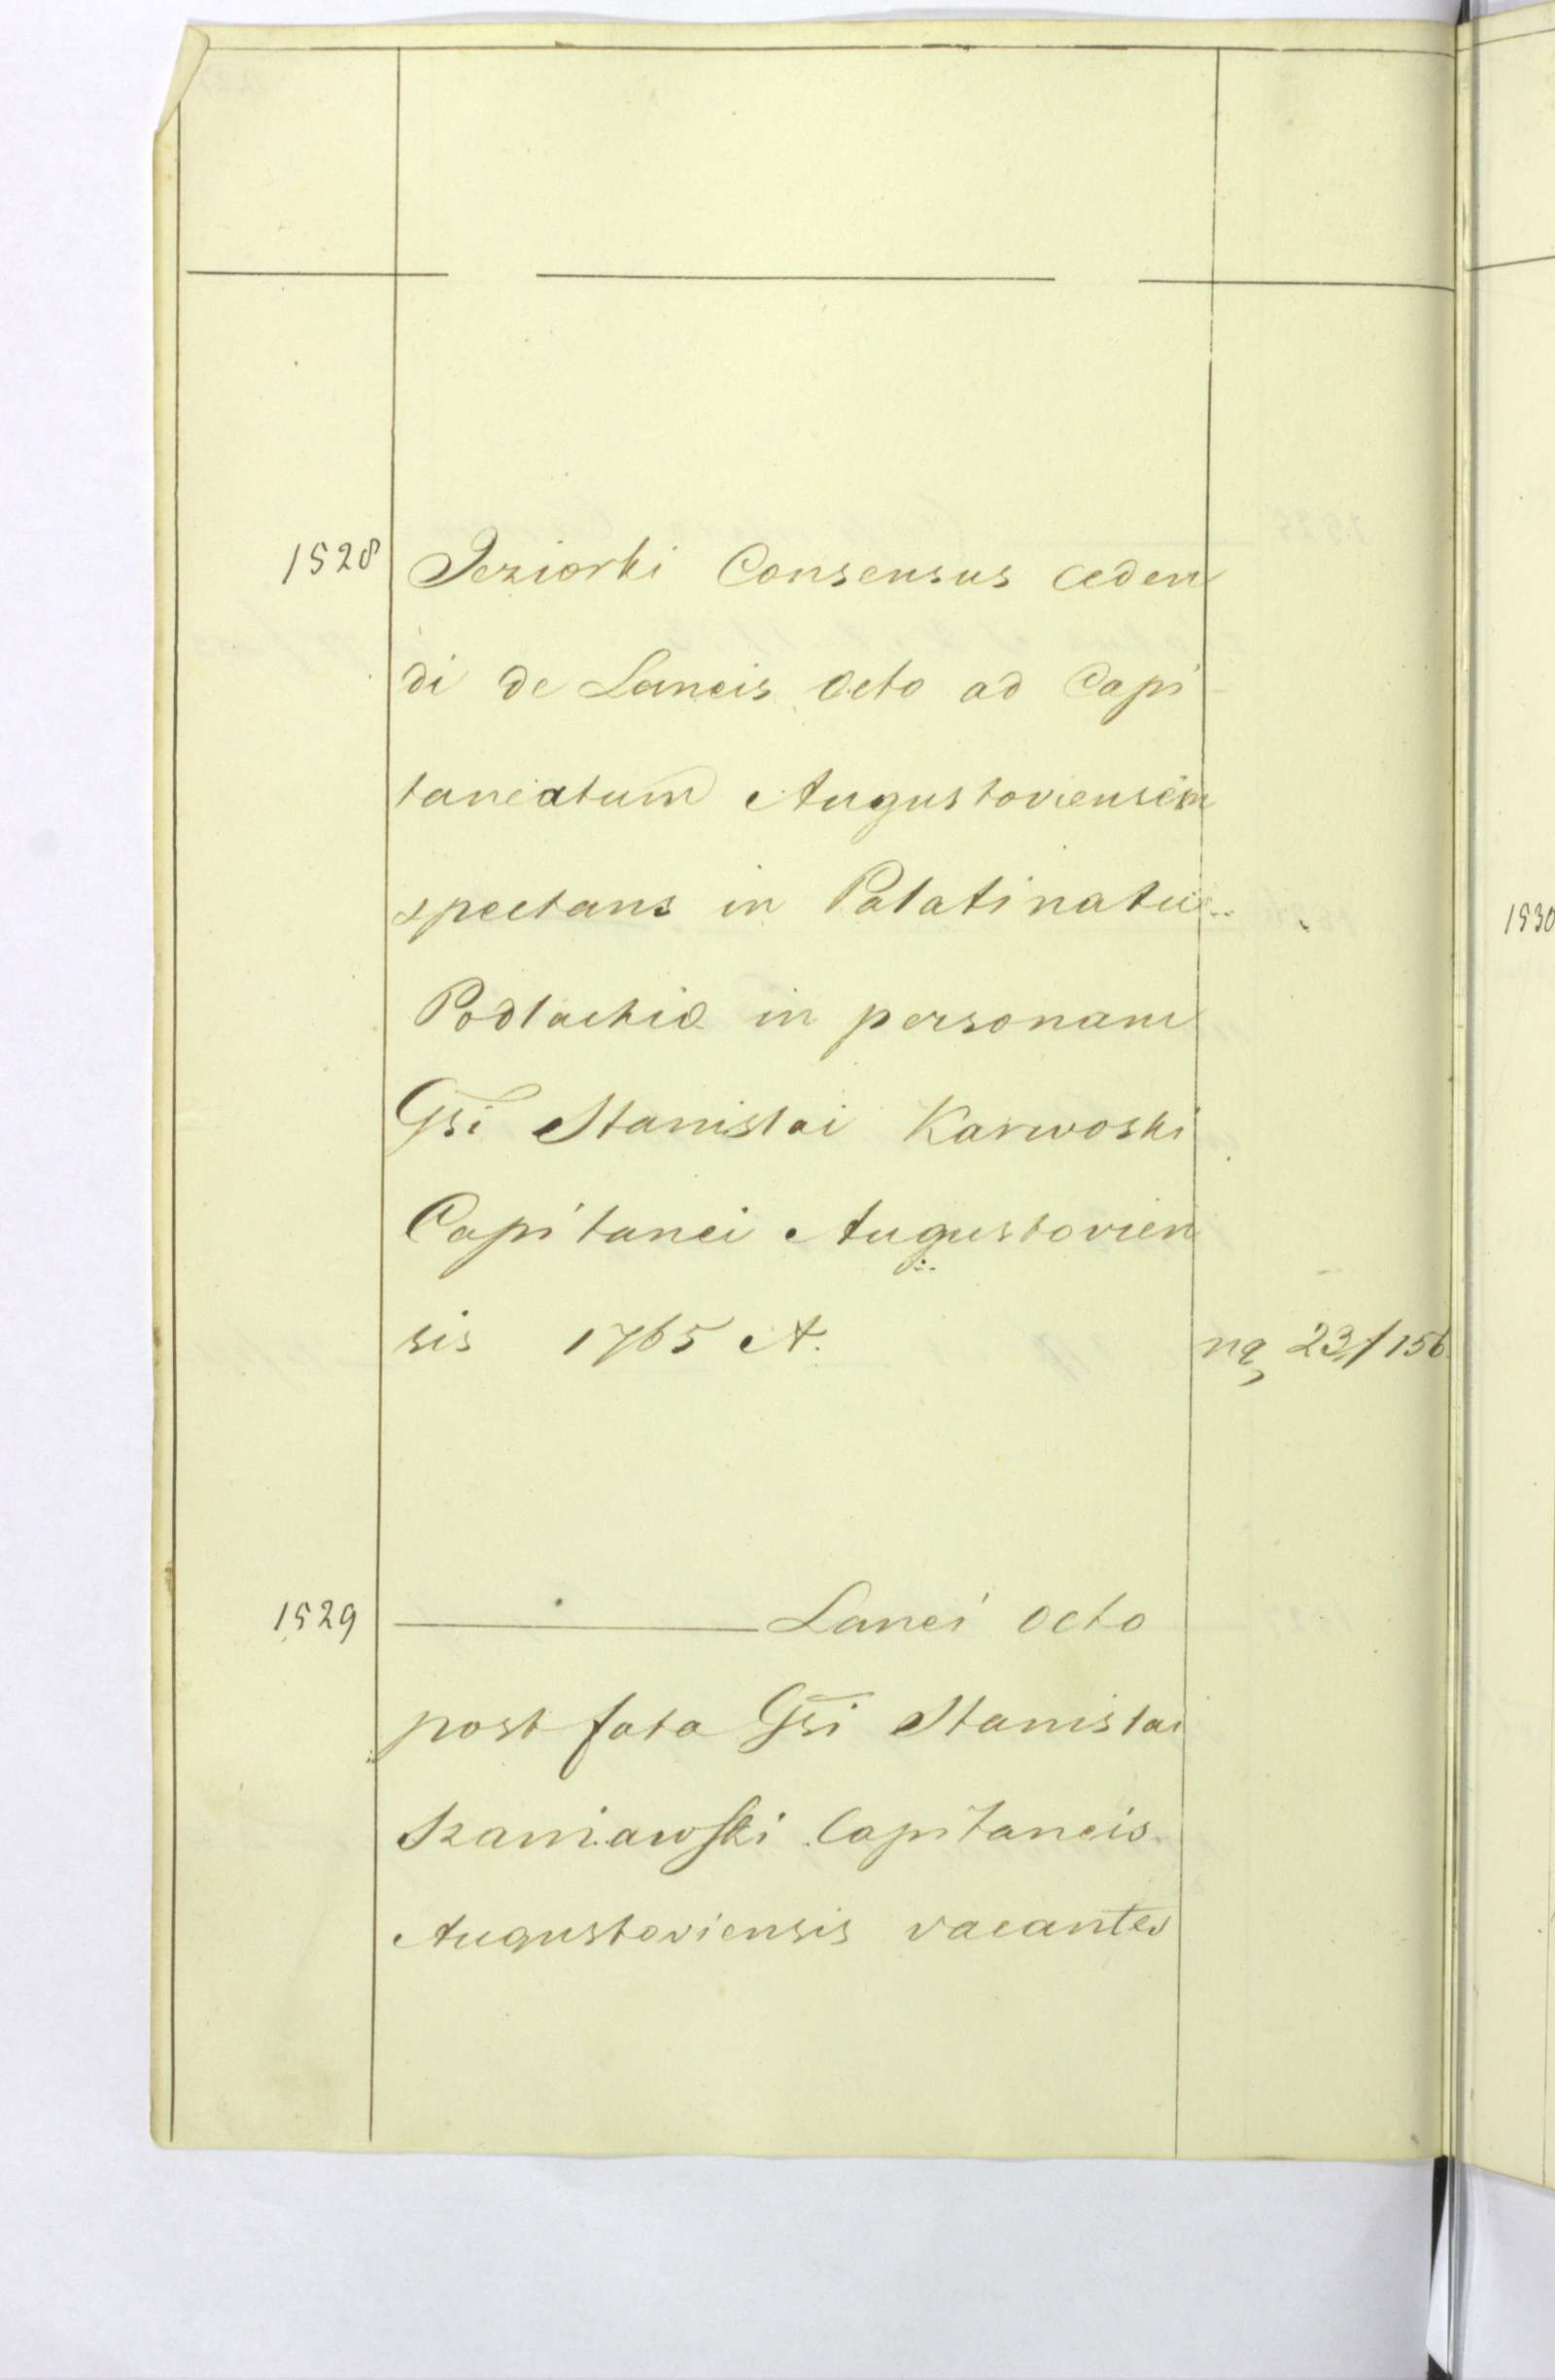 1528 Jeziorki Consensus ceden
di de Laneis Octo ad Capi
taneatum Augustoviensem
spectans in Palatinatu
Podlachiæ in personam
Gsi Stanislai Karwoski
Capitanei Augustovien
sis 1765 A. nq 23 f 156.
1529 ——— Lanei Octo
post fata Gsi Stanislai
Szaniawski Capitaneis
Augustoviensis vacantes
1530